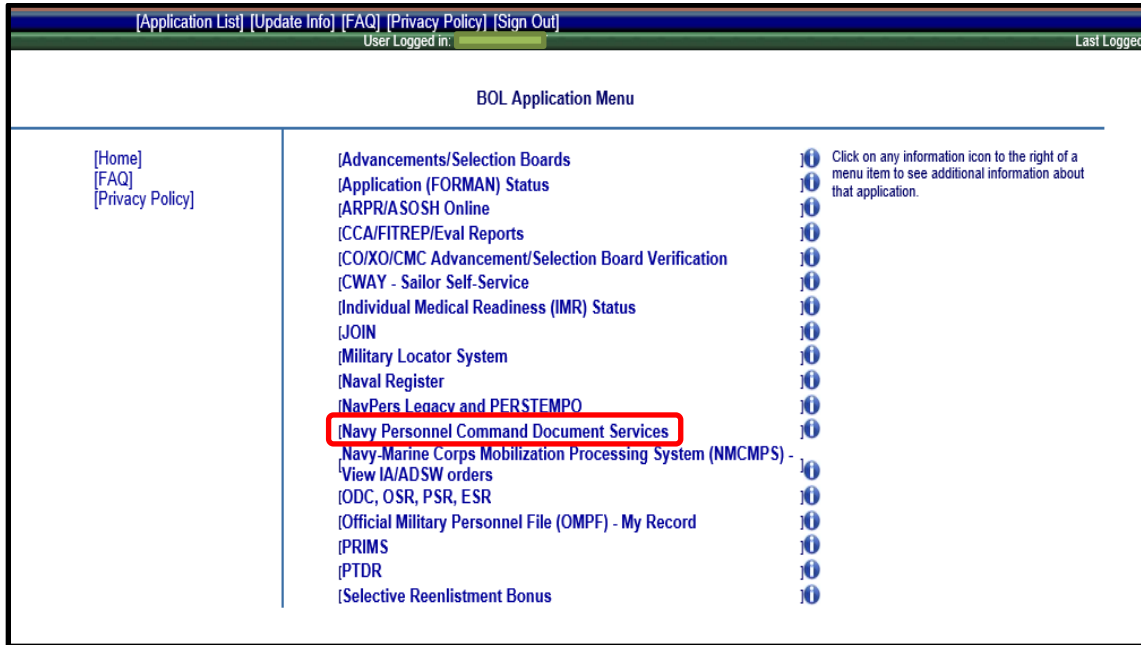 [Application List] [Update Info] [FAQ] [Privacy Policy] [Sign Out]
User Logged in:
Last Logged
BOL Application Menu
[Home]
[FAQ]
[Privacy Policy]
[Advancements/Selection Boards ]
[Application (FORMAN) Status ]
[ARPR/ASOSH Online ]
[CCA/FITREP/Eval Reports ]
[CO/XO/CMC Advancement/Selection Board Verification ]
[CWAY - Sailor Self-Service ]
[Individual Medical Readiness (IMR) Status ]
[JOIN ]
[Military Locator System ]
[Naval Register ]
[NavPers Legacy and PERSTEMPO ]
[Navy Personnel Command Document Services ]
[Navy-Marine Corps Mobilization Processing System (NMCMPS) -
View IA/ADSW orders ]
[ODC, OSR, PSR, ESR ]
[Official Military Personnel File (OMPF) - My Record ]
[PRIMS ]
[PTDR ]
[Selective Reenlistment Bonus ]
Click on any information icon to the right of a
menu item to see additional information about
that application.